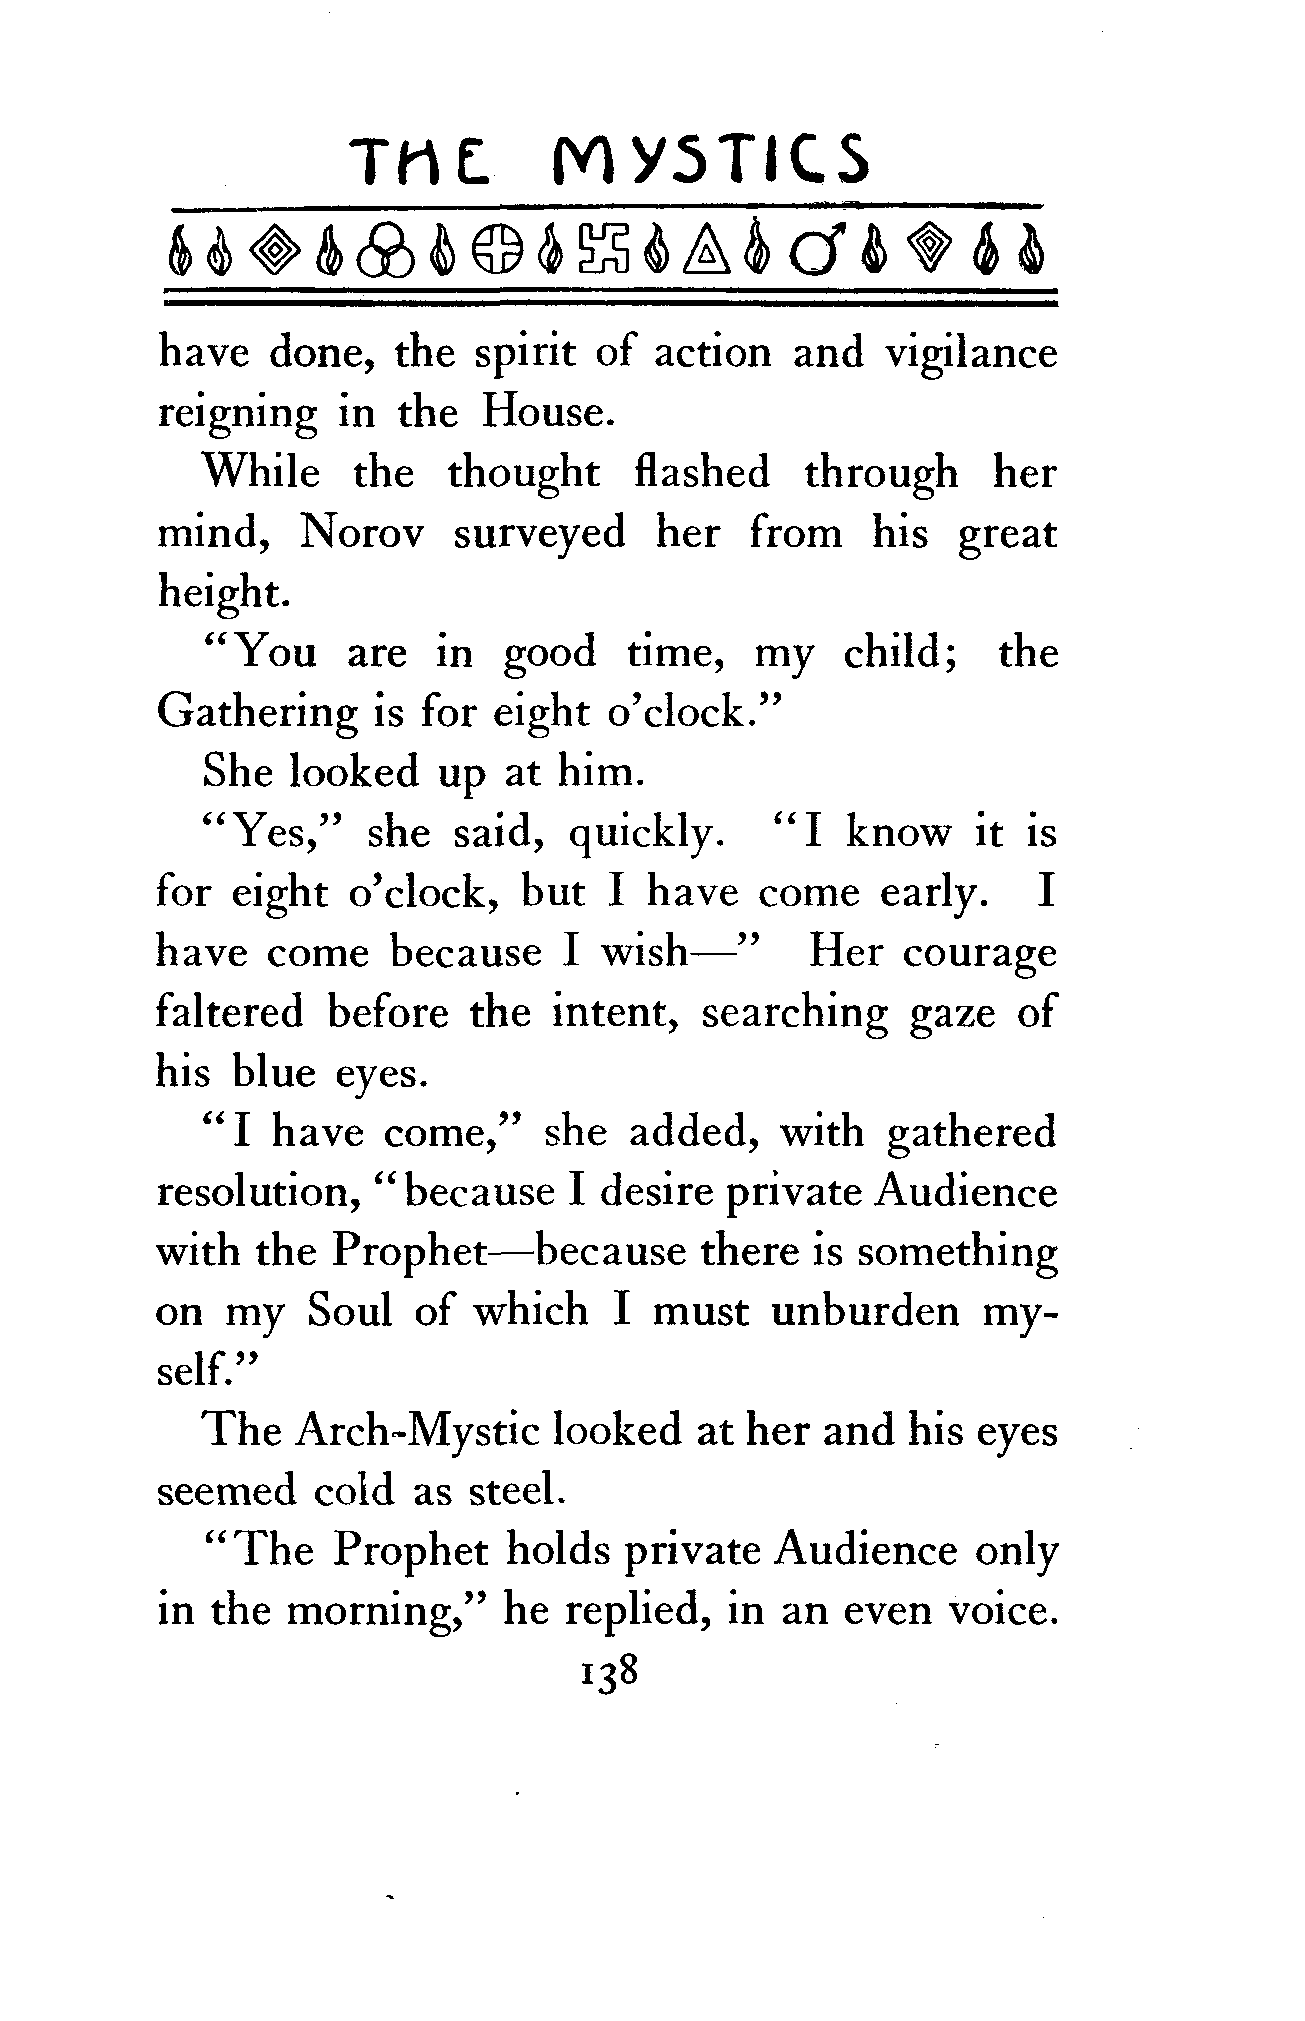 THE MYSTICS
have done, the spirit of action and vigilance
reigning in the House.
While the thought flashed through her
mind, Norov surveyed her from his great
height.
"You are in good time, my child; the
Gathering is for eight o'clock."
She looked up at him.
"Yes," she said, quickly. "I know it is
for eight o'clock, but I have come early. I
have come because I wish—" Her courage
faltered before the intent, searching gaze of
his blue eyes.
"I have come," she added, with gathered
resolution, "because I desire private Audience
with the Prophet—because there is something
on my Soul of which I must unburden my-
self."
The Arch-Mystic looked at her and his eyes
seemed cold as steel.
"The Prophet holds private Audience only
in the morning," he replied, in an even voice.
138